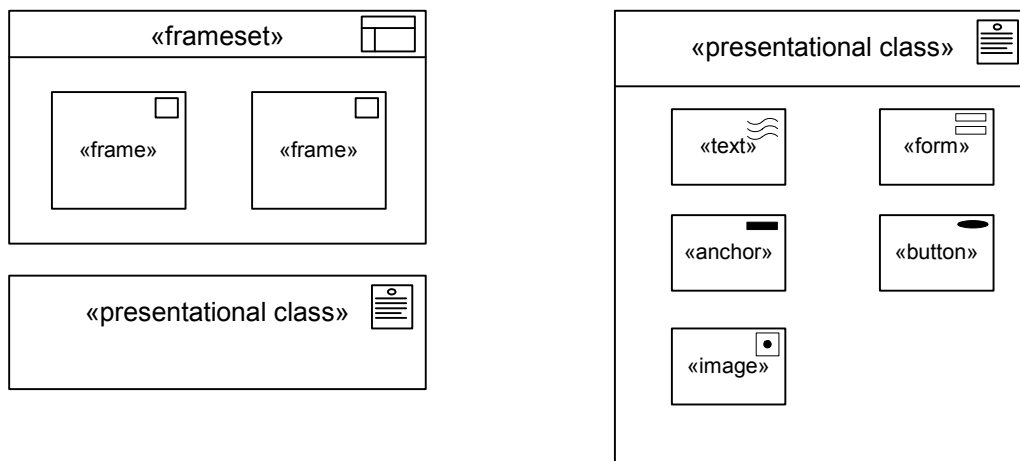 «frameset»
«frame»
«frame»
«presentational class»
«presentational class»
«text»
«form»
«anchor»
«button»
«image»